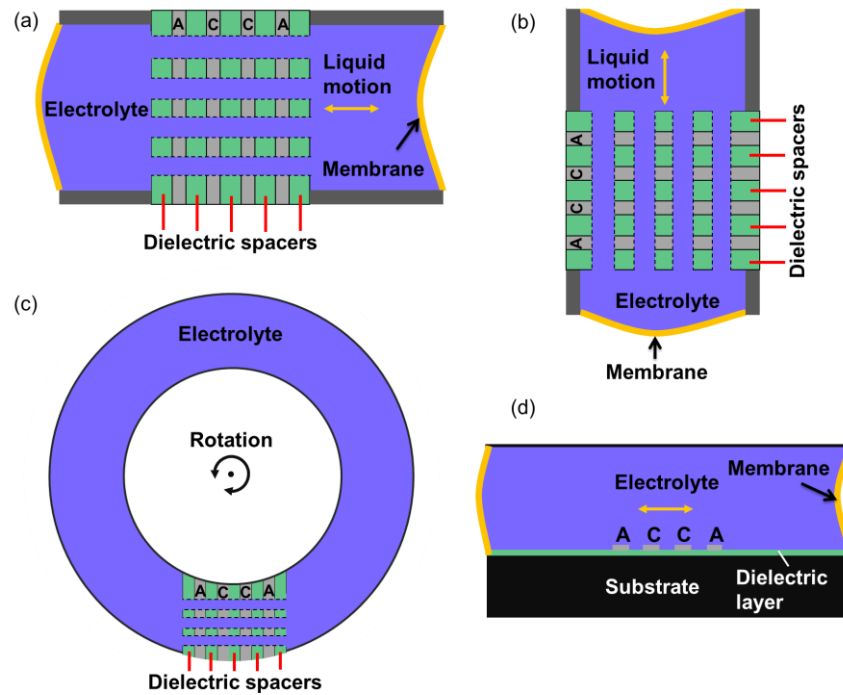 (a)
A C C A
Liquid
motion
Electrolyte
Membrane
Dielectric spacers
(b)
Liquid
motion
A
C
C
A
Dielectric spacers
Electrolyte
Membrane
(c)
Electrolyte
Rotation
A C C A
Dielectric spacers
(d)
Membrane
Electrolyte
A C C A
Substrate
Dielectric
layer